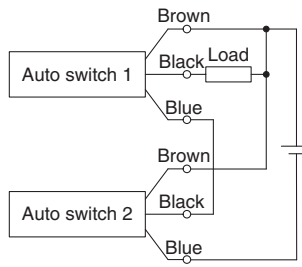 Brown
Black Load
Auto switch 1
Blue
Brown
Black
Auto switch 2
Blue